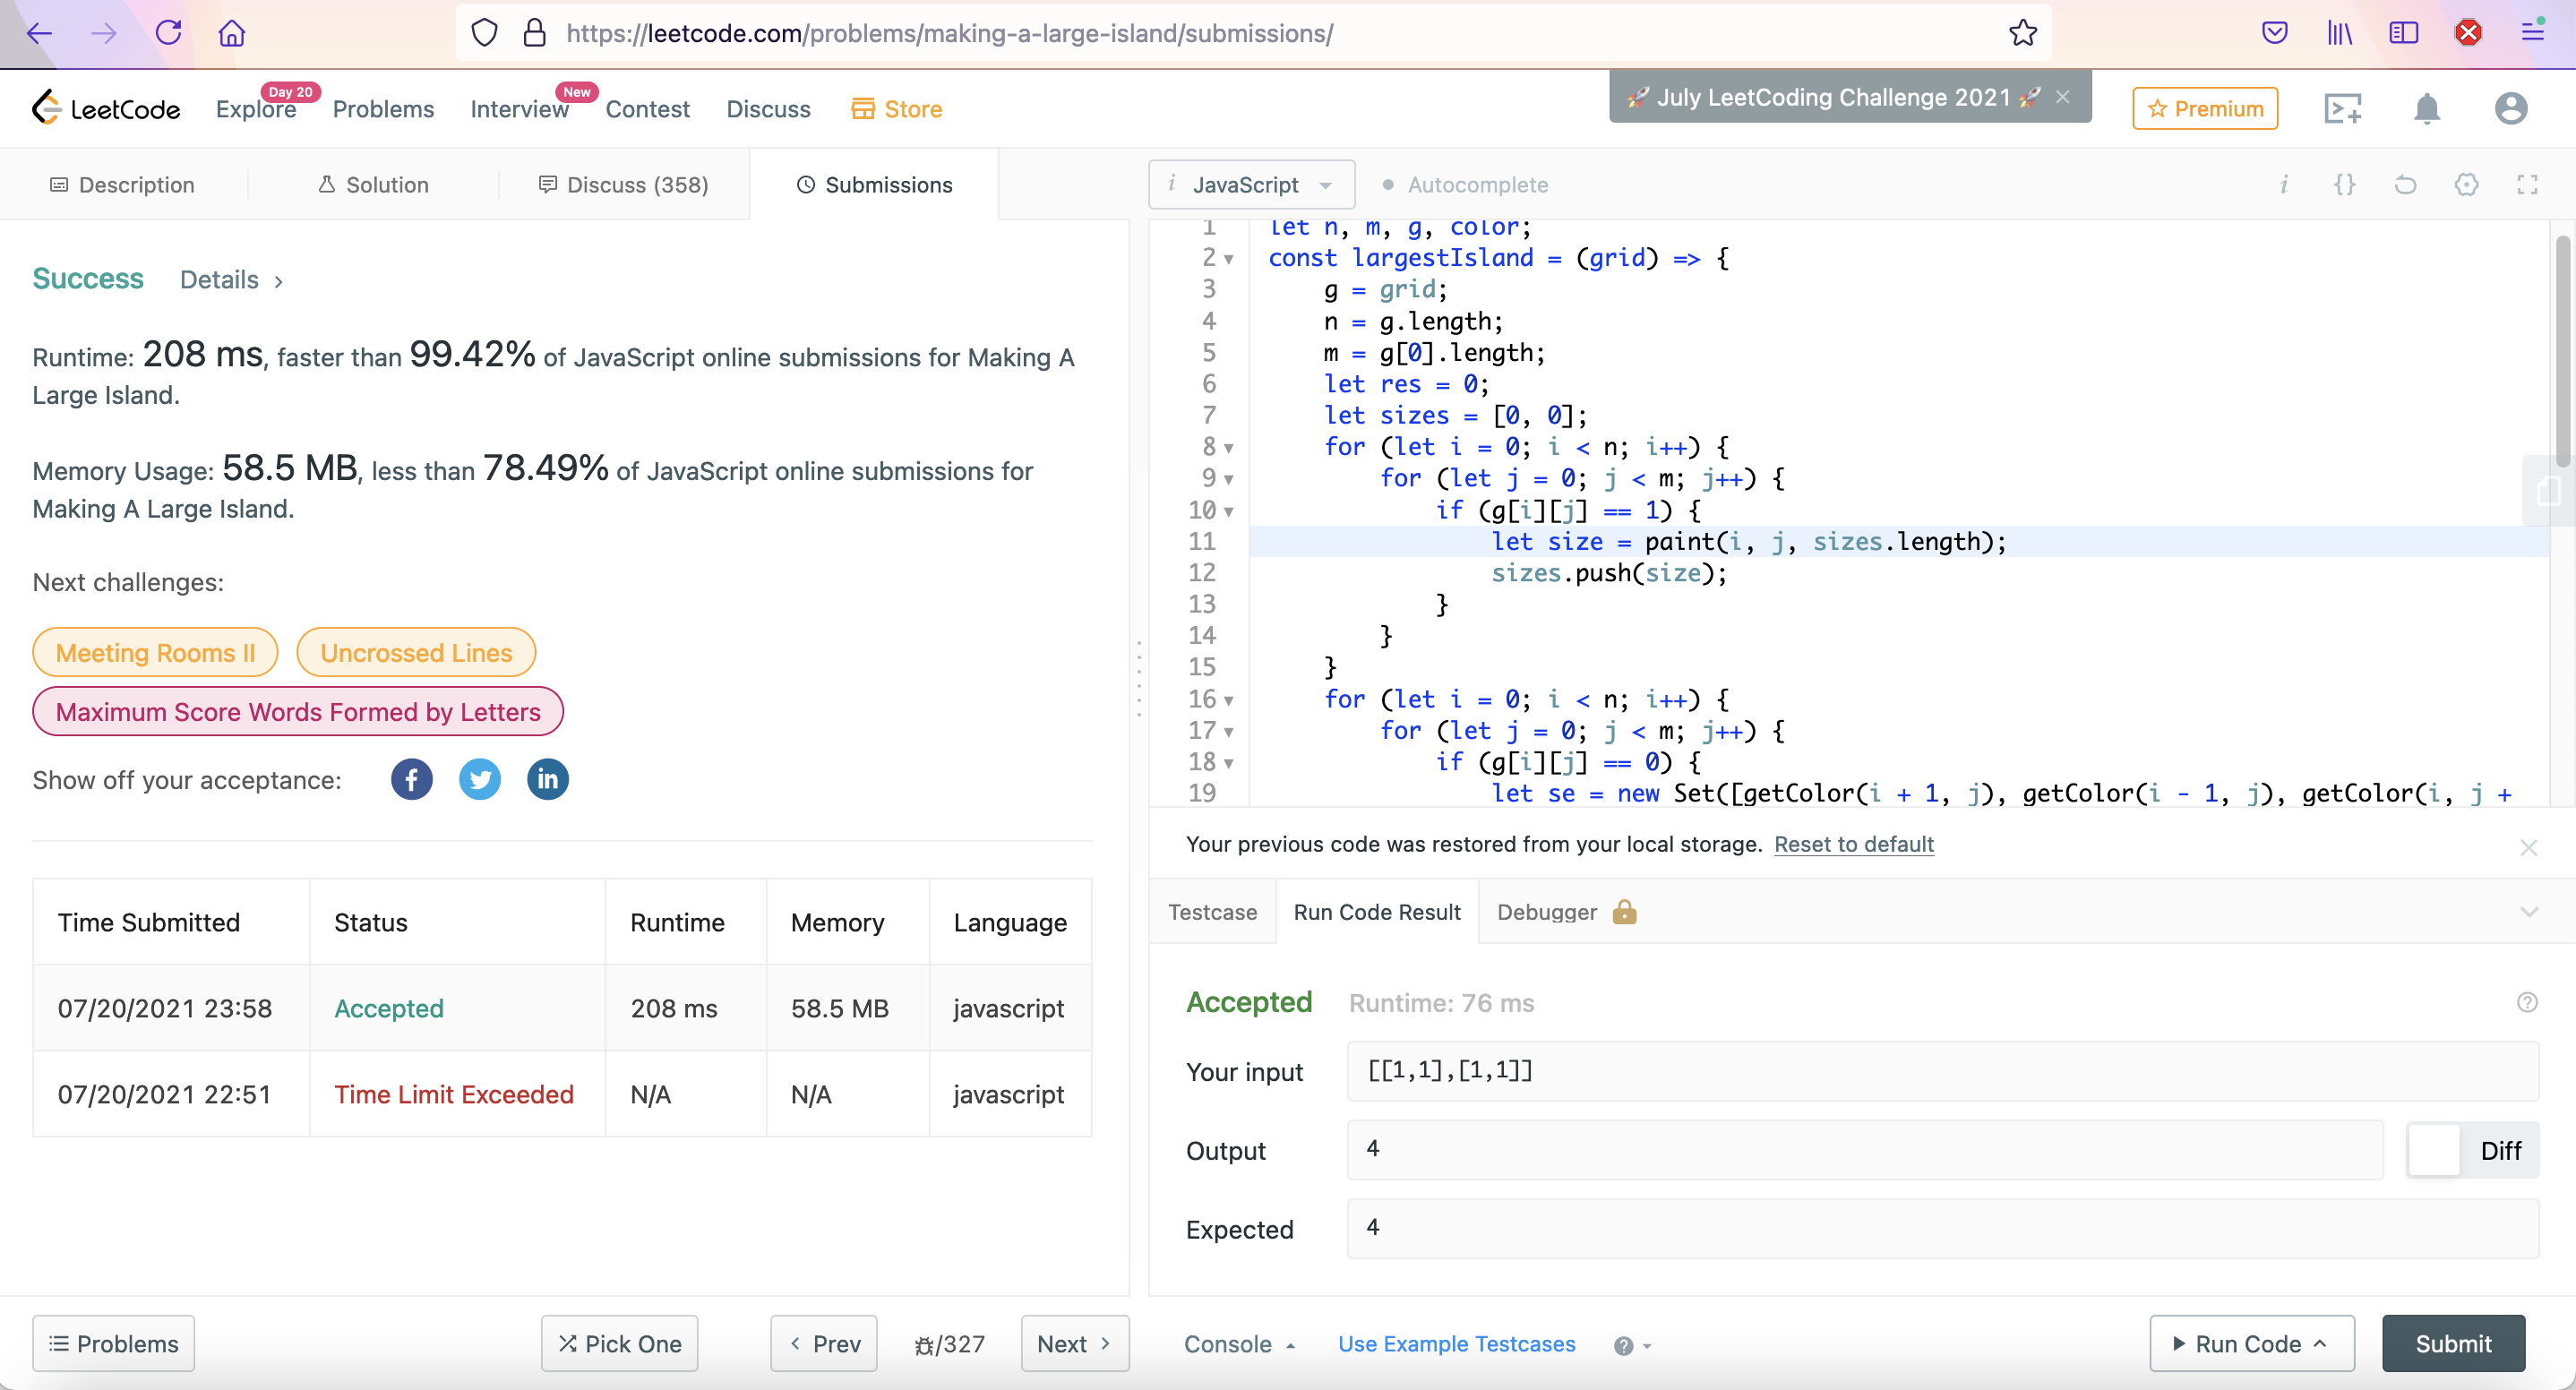 https://leetcode.com/problems/making-a-large-island/submissions/
LeetCode Explore Day 20 Problems Interview New Contest Discuss Store 🚀 July LeetCoding Challenge 2021 🚀 × Premium
Description Solution Discuss (358) Submissions
Success Details >
Runtime: 208 ms, faster than 99.42% of JavaScript online submissions for Making A
Large Island.
Memory Usage: 58.5 MB, less than 78.49% of JavaScript online submissions for
Making A Large Island.
Next challenges:
Meeting Rooms II Uncrossed Lines
Maximum Score Words Formed by Letters
Show off your acceptance:
Time Submitted Status Runtime Memory Language
07/20/2021 23:58 Accepted 208 ms 58.5 MB javascript
07/20/2021 22:51 Time Limit Exceeded N/A N/A javascript
Problems Pick One < Prev /327 Next >
i JavaScript Autocomplete i {}
1 let n, m, g, color;
2 const largestIsland = (grid) => {
3 g = grid;
4 n = g.length;
5 m = g[0].length;
6 let res = 0;
7 let sizes = [0, 0];
8 for (let i = 0; i < n; i++) {
9 for (let j = 0; j < m; j++) {
10 if (g[i][j] == 1) {
11 let size = paint(i, j, sizes.length);
12 sizes.push(size);
13 }
14 }
15 }
16 for (let i = 0; i < n; i++) {
17 for (let j = 0; j < m; j++) {
18 if (g[i][j] == 0) {
19 let se = new Set([getColor(i + 1, j), getColor(i - 1, j), getColor(i, j +
Your previous code was restored from your local storage. Reset to default
Testcase Run Code Result Debugger
Accepted Runtime: 76 ms
Your input [[1,1],[1,1]]
Output 4 Diff
Expected 4
Console Use Example Testcases Run Code Submit